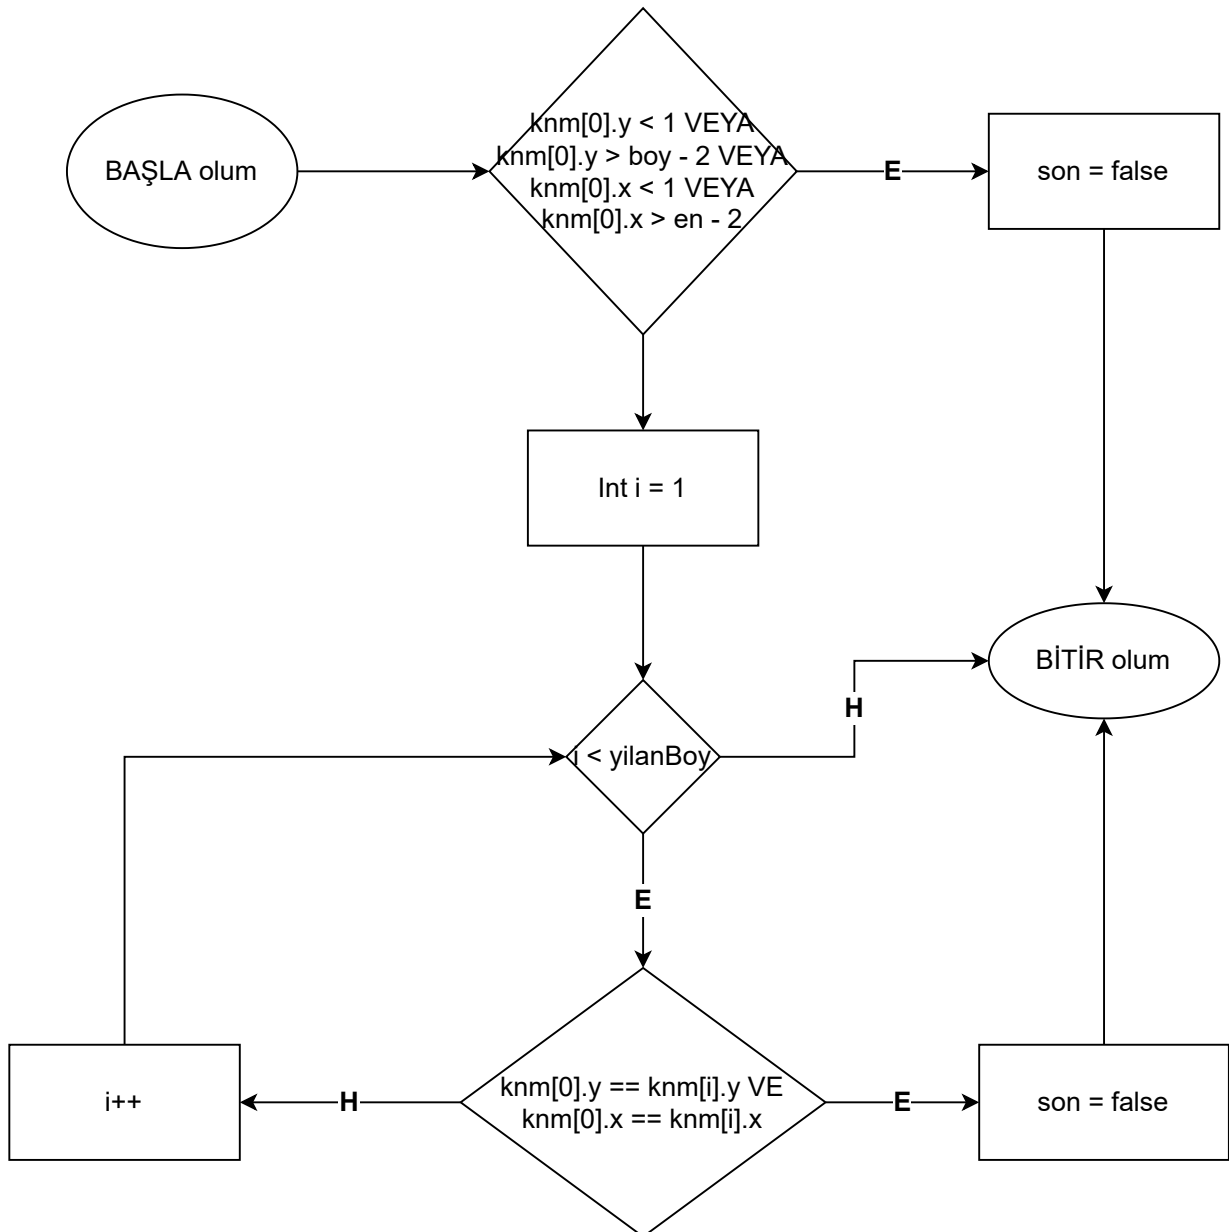 BAŞLA olum
knm[0].y < 1 VEYA
knm[0].y > boy - 2 VEYA
knm[0].x < 1 VEYA
knm[0].x > en - 2
E
son = false
Int i = 1
BİTİR olum
H
i < yilanBoy
E
i++
H
knm[0].y == knm[i].y VE
knm[0].x == knm[i].x
E
son = false